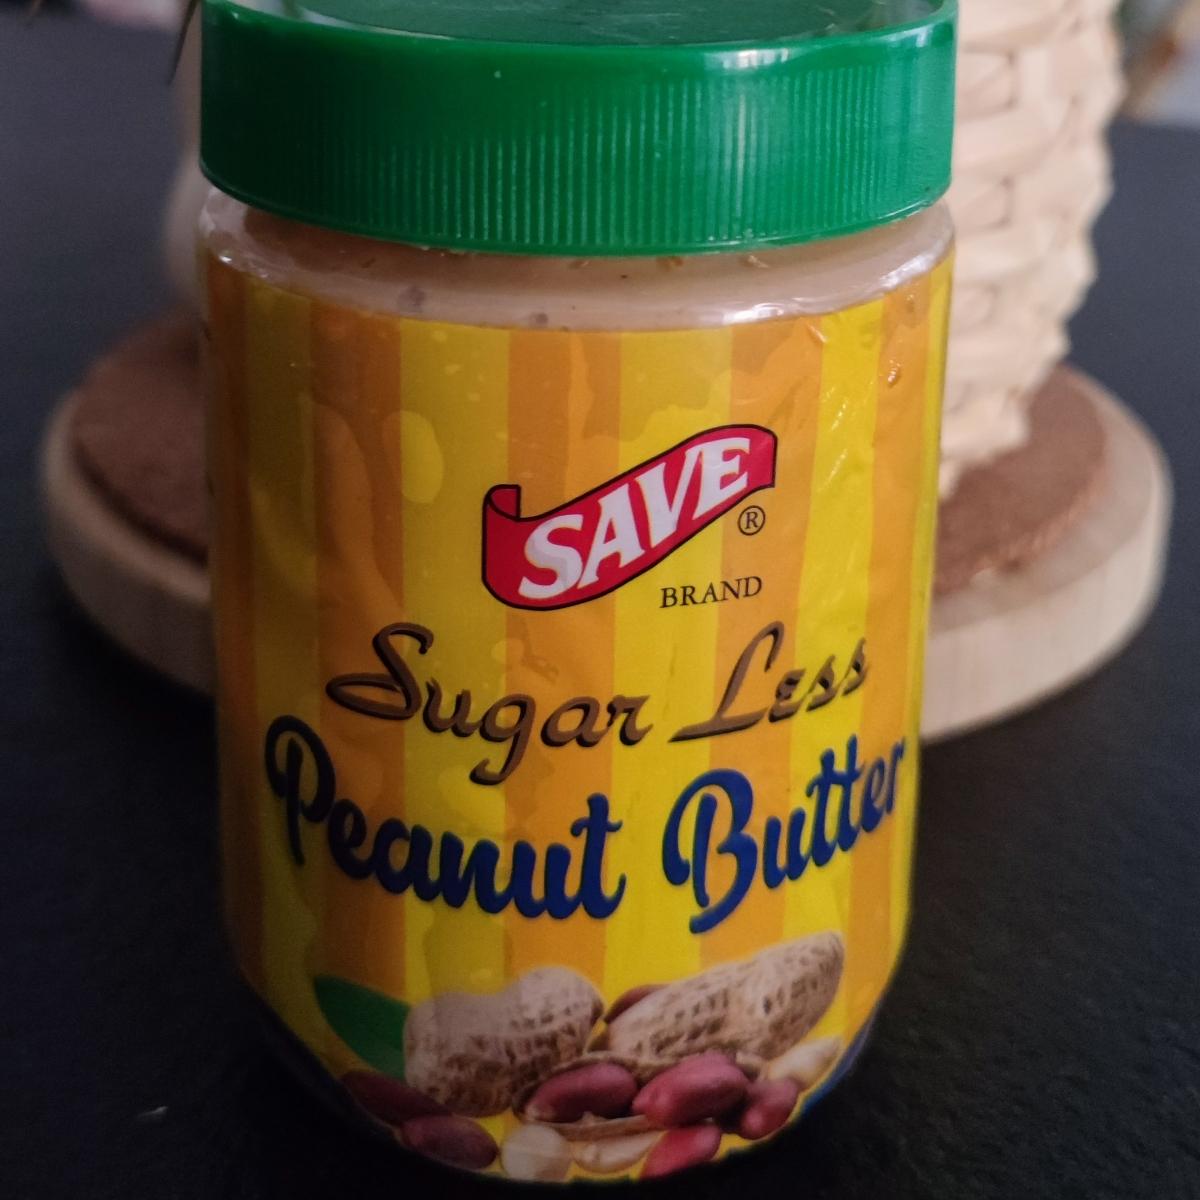 SAVE
®
BRAND
Sugar Less
Peanut Butter